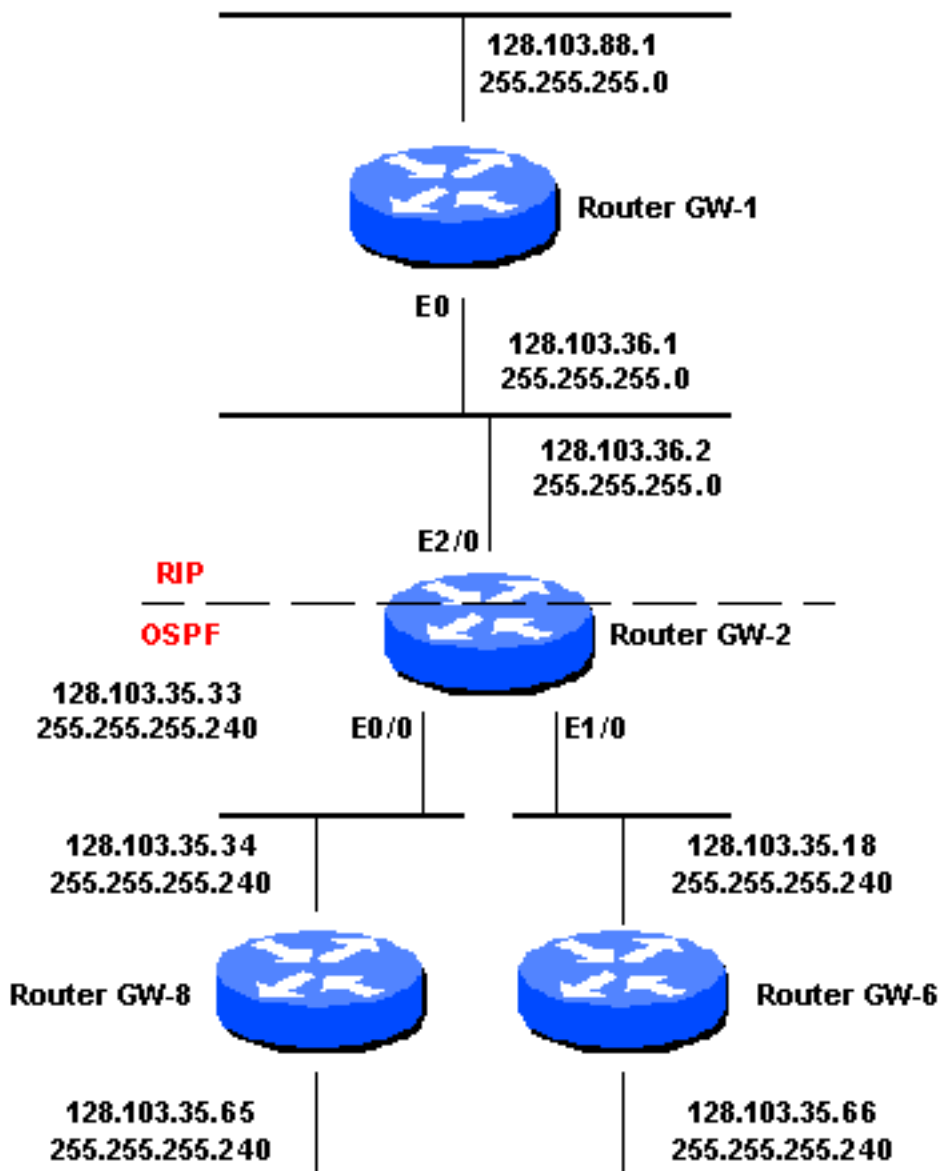 128.103.88.1
255.255.255.0
Router GW-1
E0
128.103.36.1
255.255.255.0
128.103.36.2
255.255.255.0
E2/0
RIP
OSPF
Router GW-2
128.103.35.33
255.255.255.240
E0/0
E1/0
128.103.35.34
255.255.255.240
128.103.35.18
255.255.255.240
Router GW-8
Router GW-6
128.103.35.65
255.255.255.240
128.103.35.66
255.255.255.240